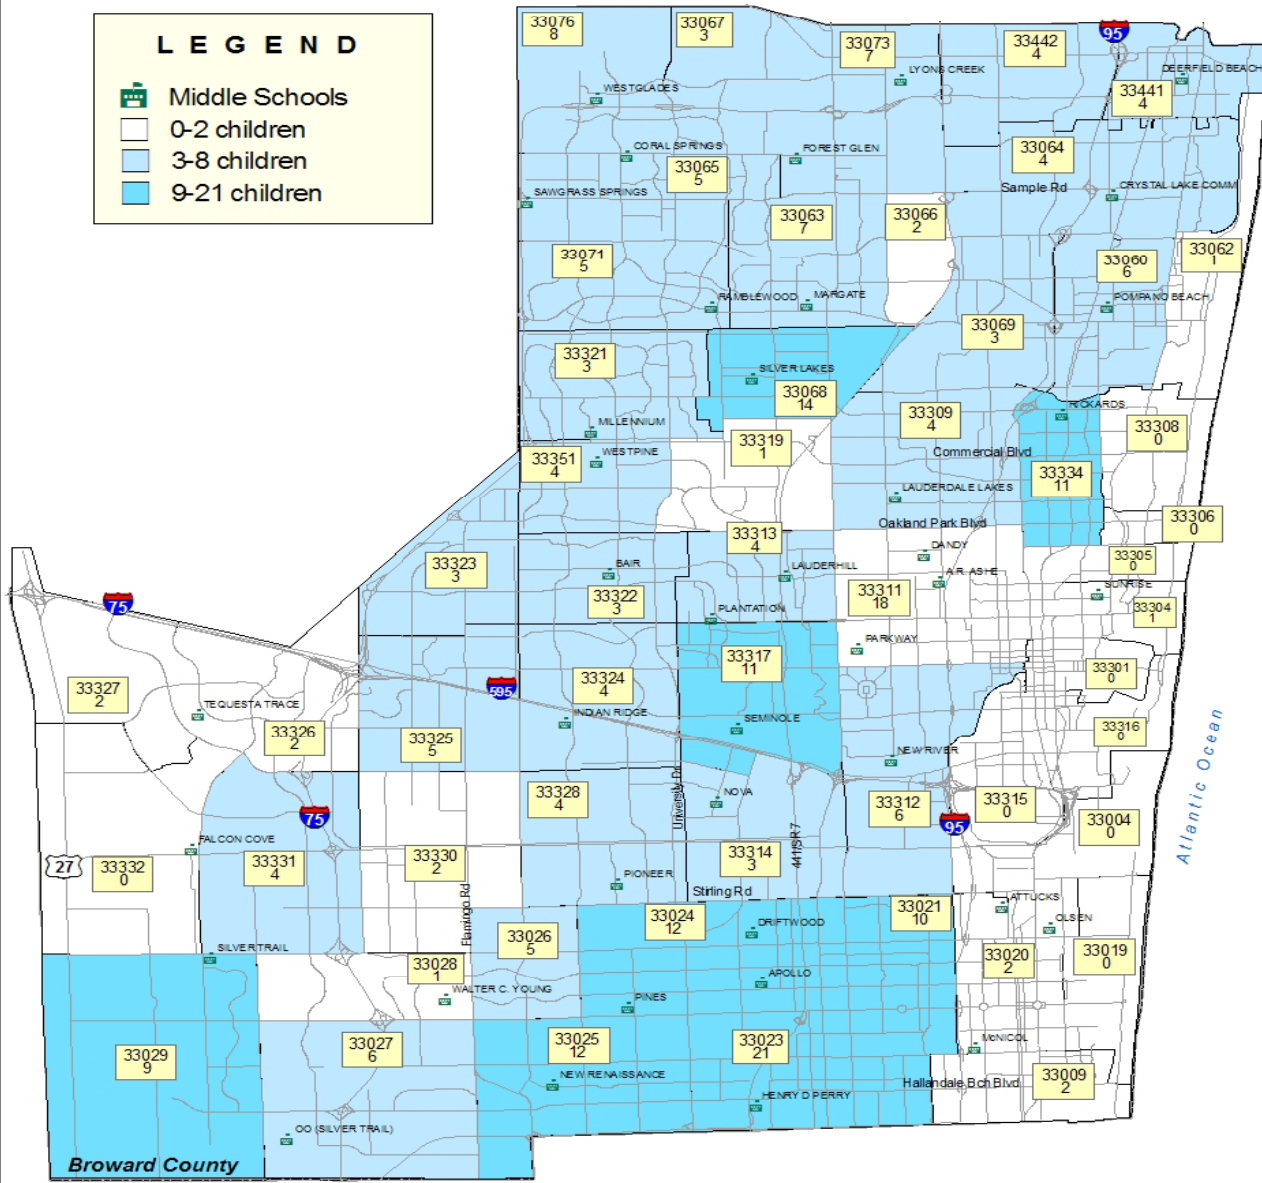 L E G E N D
Middle Schools
0-2 children
3-8 children
9-21 children
33076
8
33067
3
33073
7
33442
4
95
LYONS CREEK
DEERFIELD BEACH
33441
4
WESTGLADES
CORAL SPRINGS
FOREST GLEN
33064
4
33065
5
Sample Rd
CRYSTAL LAKE COMM
SAWGRASS SPRINGS
33063
7
33066
2
33071
5
33060
6
33062
1
RAMBLEWOOD
MARGATE
POMPANO BEACH
33069
3
33321
3
SILVER LAKES
33068
14
RICKARDS
33309
4
MILLENNIUM
33308
0
33319
1
Commercial Blvd
WESTPINE
33351
4
33334
11
LAUDERDALE LAKES
33306
0
Oakland Park Blvd
33313
4
DANDY
33305
0
33323
3
BAIR
LAUDERHILL
A.R. ASHE
SUNRISE
75
33322
3
33311
18
33304
1
PLANTATION
PARKWAY
33317
11
33301
0
33327
2
595
33324
4
TEQUESTA TRACE
INDIAN RIDGE
SEMINOLE
33316
0
33326
2
33325
5
NEW RIVER
Atlantic Ocean
University Dr
33328
4
NOVA
33312
6
33315
0
75
95
33004
0
441/SR 7
FALCON COVE
27
33332
0
33331
4
33330
2
33314
3
PIONEER
Stirling Rd
Flamingo Rd
33024
12
33021
10
ATTUCKS
DRIFTWOOD
OLSEN
33026
5
SILVER TRAIL
33020
2
33019
0
33028
1
APOLLO
WALTER C. YOUNG
PINES
33029
9
33027
6
33025
12
33023
21
McNICOL
NEW RENAISSANCE
Hallandale Bch Blvd
33009
2
HENRY D PERRY
OO (SILVER TRAIL)
Broward County